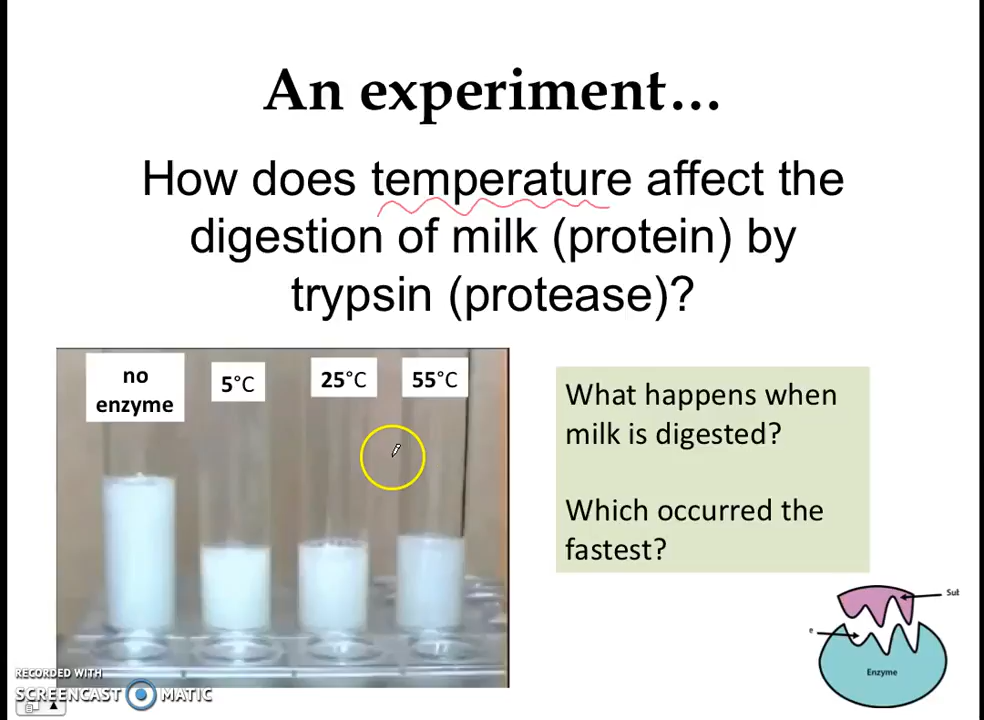 An experiment…
How does temperature affect the
digestion of milk (protein) by
trypsin (protease)?
no
enzyme
5°C
25°C
55°C
What happens when
milk is digested?
Which occurred the
fastest?
Sub
e
Enzyme
RECORDED WITH
SCREENCAST MATIC